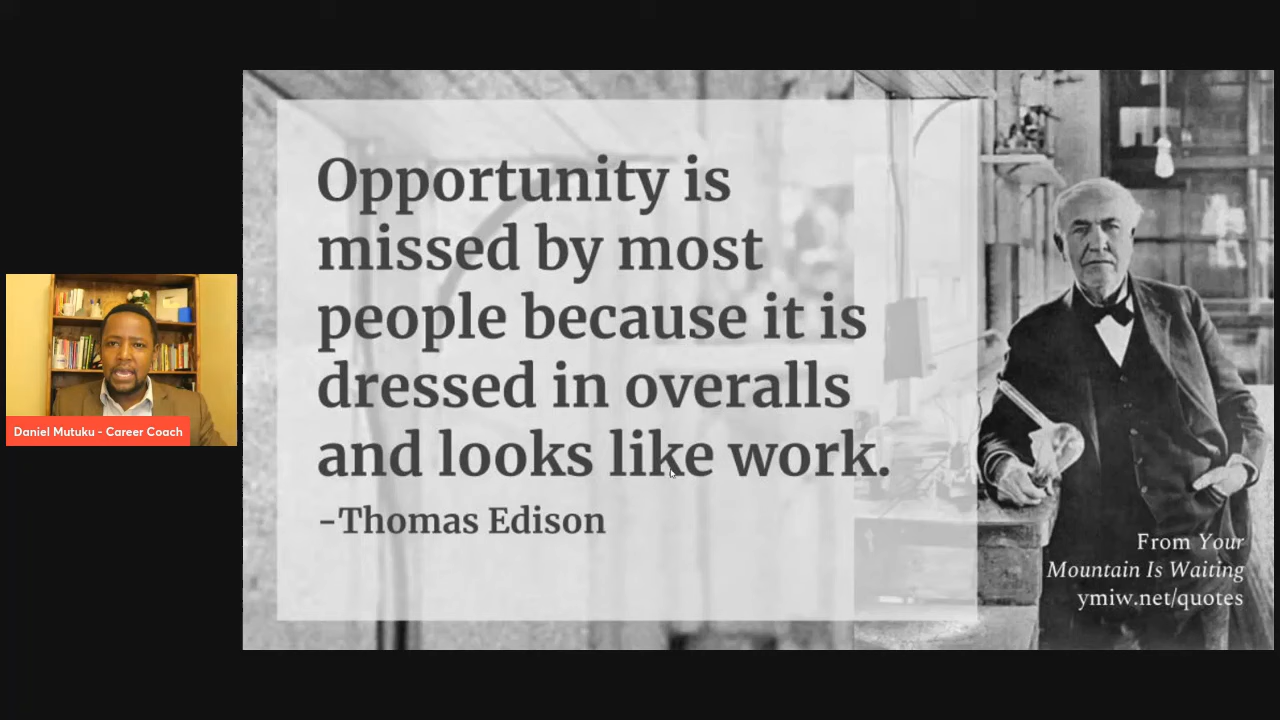 Opportunity is
missed by most
people because it is
dressed in overalls
and looks like work.
-Thomas Edison
From Your
Mountain Is Waiting
ymiw.net/quotes
Daniel Mutuku - Career Coach